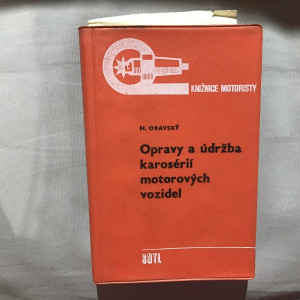 KNIŽNICE MOTORISTY
H. ORAVSKÝ
Opravy a údržba
karosérií
motorových
vozidel
SNTL